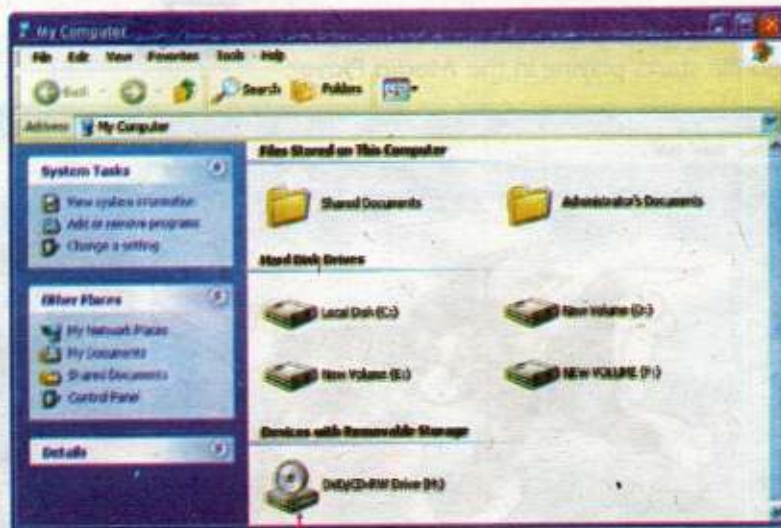 My Computer
File Edit View Favorites Tools Help
Back Search Folders
Address My Computer
System Tasks
View system information
Add or remove programs
Change a setting
Other Places
My Network Places
My Documents
Shared Documents
Control Panel
Details
Files Stored on This Computer
Shared Documents
Administrator's Documents
Hard Disk Drives
Local Disk (C:)
New Volume (D:)
New Volume (E:)
NEW VOLUME (F:)
Devices with Removable Storage
Drive (H:)